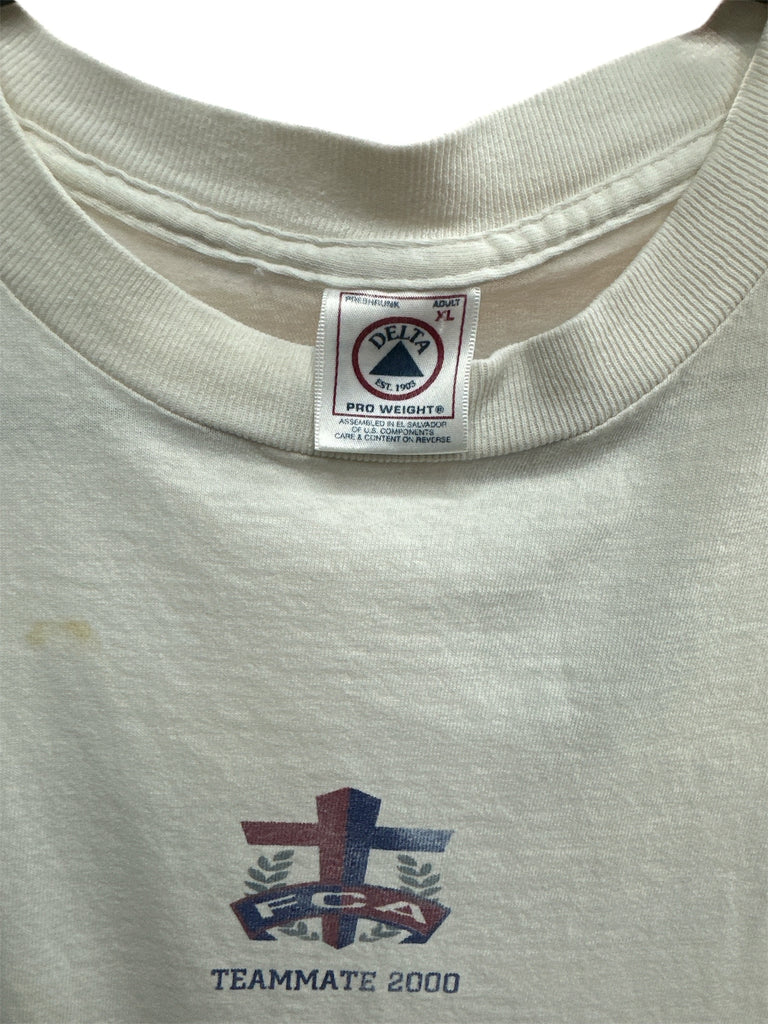 PRESHRUNK ADULT
XL
DELTA
EST. 1903
PRO WEIGHT®
ASSEMBLED IN EL SALVADOR
OF U.S. COMPONENTS
CARE & CONTENT ON REVERSE
FCA
TEAMMATE 2000